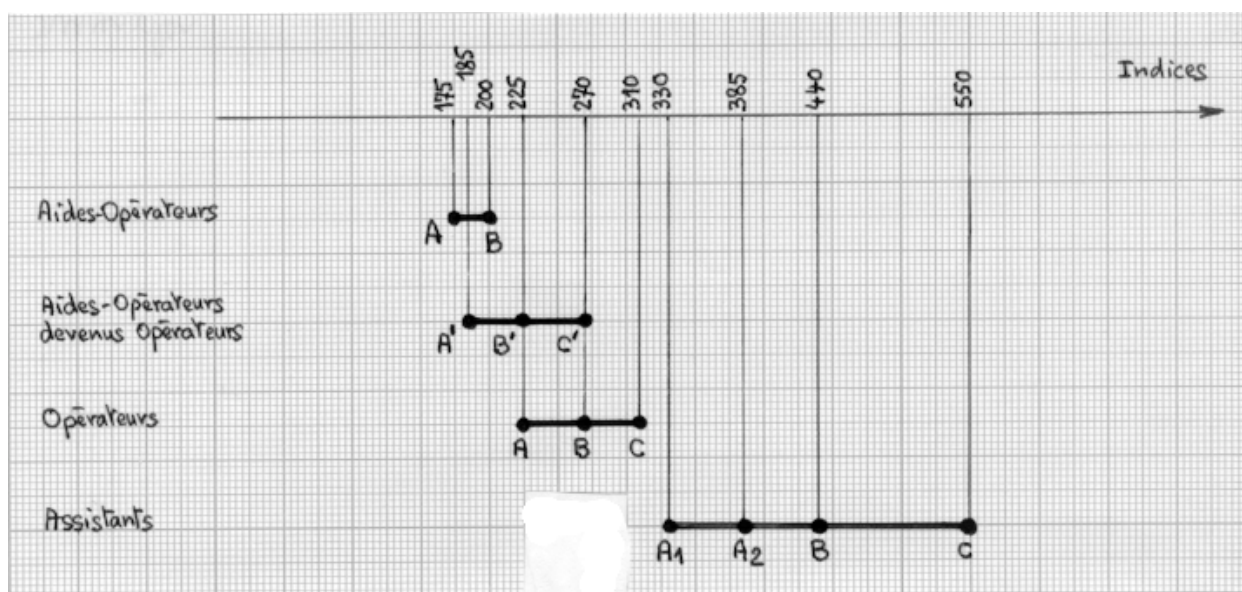 175 185 200 225 270 310 330 385 440 550 Indices
Aides-Opérateurs
A B
Aides-Opérateurs
devenus Opérateurs
A' B' C'
Opérateurs
A B C
Assistants
A1 A2 B C